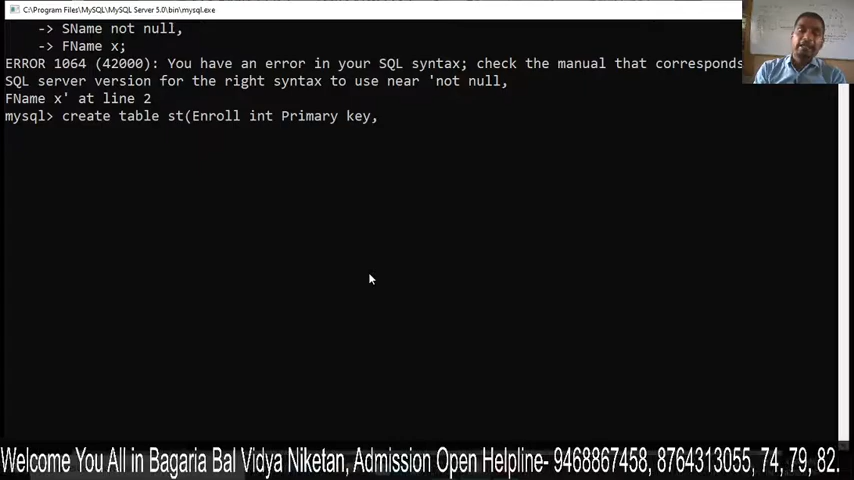 C:\Program Files\MySQL\MySQL Server 5.0\bin\mysql.exe
-> SName not null,
-> FName x;
ERROR 1064 (42000): You have an error in your SQL syntax; check the manual that corresponds
SQL server version for the right syntax to use near 'not null,
FName x' at line 2
mysql> create table st(Enroll int Primary key,
Welcome You All in Bagaria Bal Vidya Niketan, Admission Open Helpline- 9468867458, 8764313055, 74, 79, 82.